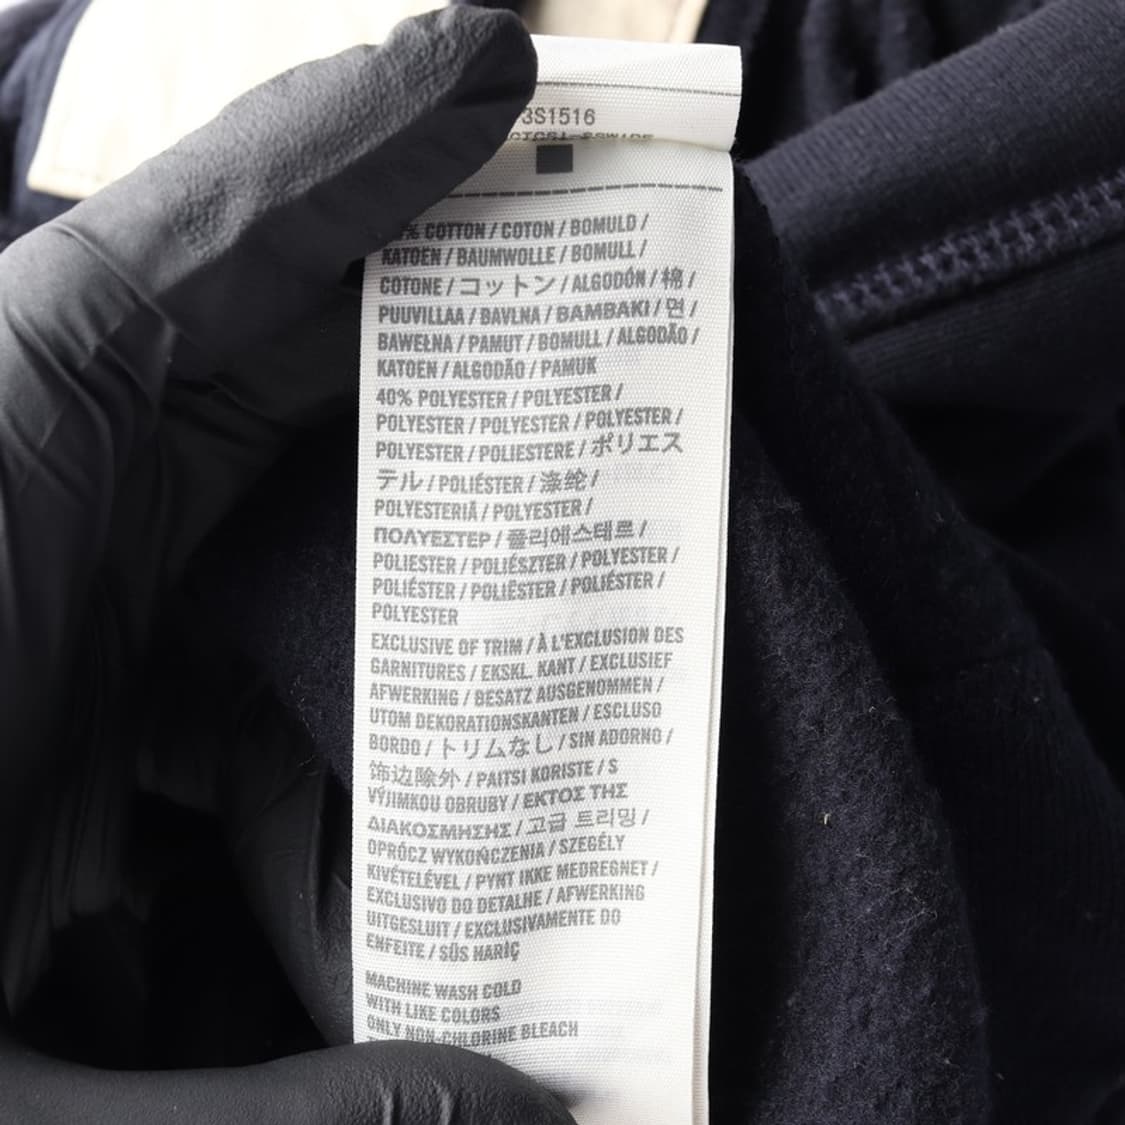 3S1516
% COTTON / COTON / BOMULD /
KATOEN / BAUMWOLLE / BOMULL /
COTONE / コットン / ALGODÓN / 棉 /
PUUVILLAA / BAVLNA / ΒΑΜΒΑΚΙ / 면 /
BAWEŁNA / PAMUT / BOMULL / ALGODÃO /
KATOEN / ALGODÃO / PAMUK
40% POLYESTER / POLYESTER /
POLYESTER / POLYESTER / POLYESTER /
POLYESTER / POLIESTERE / ポリエス
テル / POLIÉSTER / 涤纶 /
POLYESTERIÄ / POLYESTER /
ΠΟΛΥΕΣΤΕΡ / 폴리에스테르 /
POLIESTER / POLIÉSZTER / POLYESTER /
POLIÉSTER / POLIËSTER / POLIÉSTER /
POLYESTER
EXCLUSIVE OF TRIM / À L'EXCLUSION DES
GARNITURES / EKSKL. KANT / EXCLUSIEF
AFWERKING / BESATZ AUSGENOMMEN /
UTOM DEKORATIONSKANTEN / ESCLUSO
BORDO / トリムなし / SIN ADORNO /
饰边除外 / PAITSI KORISTE / S
VÝJIMKOU OBRUBY / ΕΚΤΟΣ ΤΗΣ
ΔΙΑΚΟΣΜΗΣΗΣ / 고급 트리밍 /
OPRÓCZ WYKOŃCZENIA / SZEGÉLY
KIVÉTELÉVEL / PYNT IKKE MEDREGNET /
EXCLUSIVO DO DETALHE / AFWERKING
UITGESLUIT / EXCLUSIVAMENTE DO
ENFEITE / SÜS HARİÇ
MACHINE WASH COLD
WITH LIKE COLORS
ONLY NON-CHLORINE BLEACH